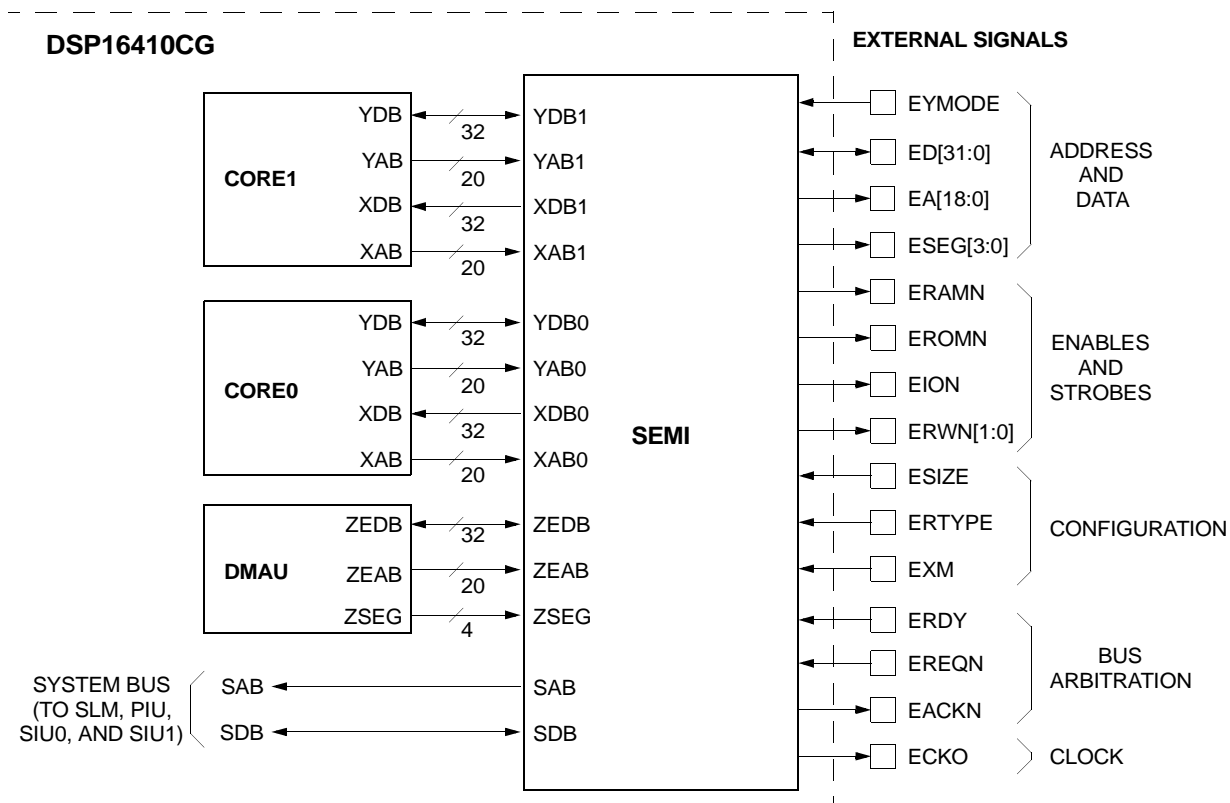 DSP16410CG
EXTERNAL SIGNALS
CORE1
YDB
32
YDB1
YAB
20
YAB1
XDB
32
XDB1
XAB
20
XAB1
CORE0
YDB
32
YDB0
YAB
20
YAB0
XDB
32
XDB0
XAB
20
XAB0
DMAU
ZEDB
32
ZEDB
ZEAB
20
ZEAB
ZSEG
4
ZSEG
SYSTEM BUS
(TO SLM, PIU,
SIU0, AND SIU1)
SAB
SAB
SDB
SDB
SEMI
EYMODE
ED[31:0]
EA[18:0]
ESEG[3:0]
ADDRESS
AND
DATA
ERAMN
EROMN
EION
ERWN[1:0]
ENABLES
AND
STROBES
ESIZE
ERTYPE
EXM
CONFIGURATION
ERDY
EREQN
EACKN
BUS
ARBITRATION
ECKO
CLOCK